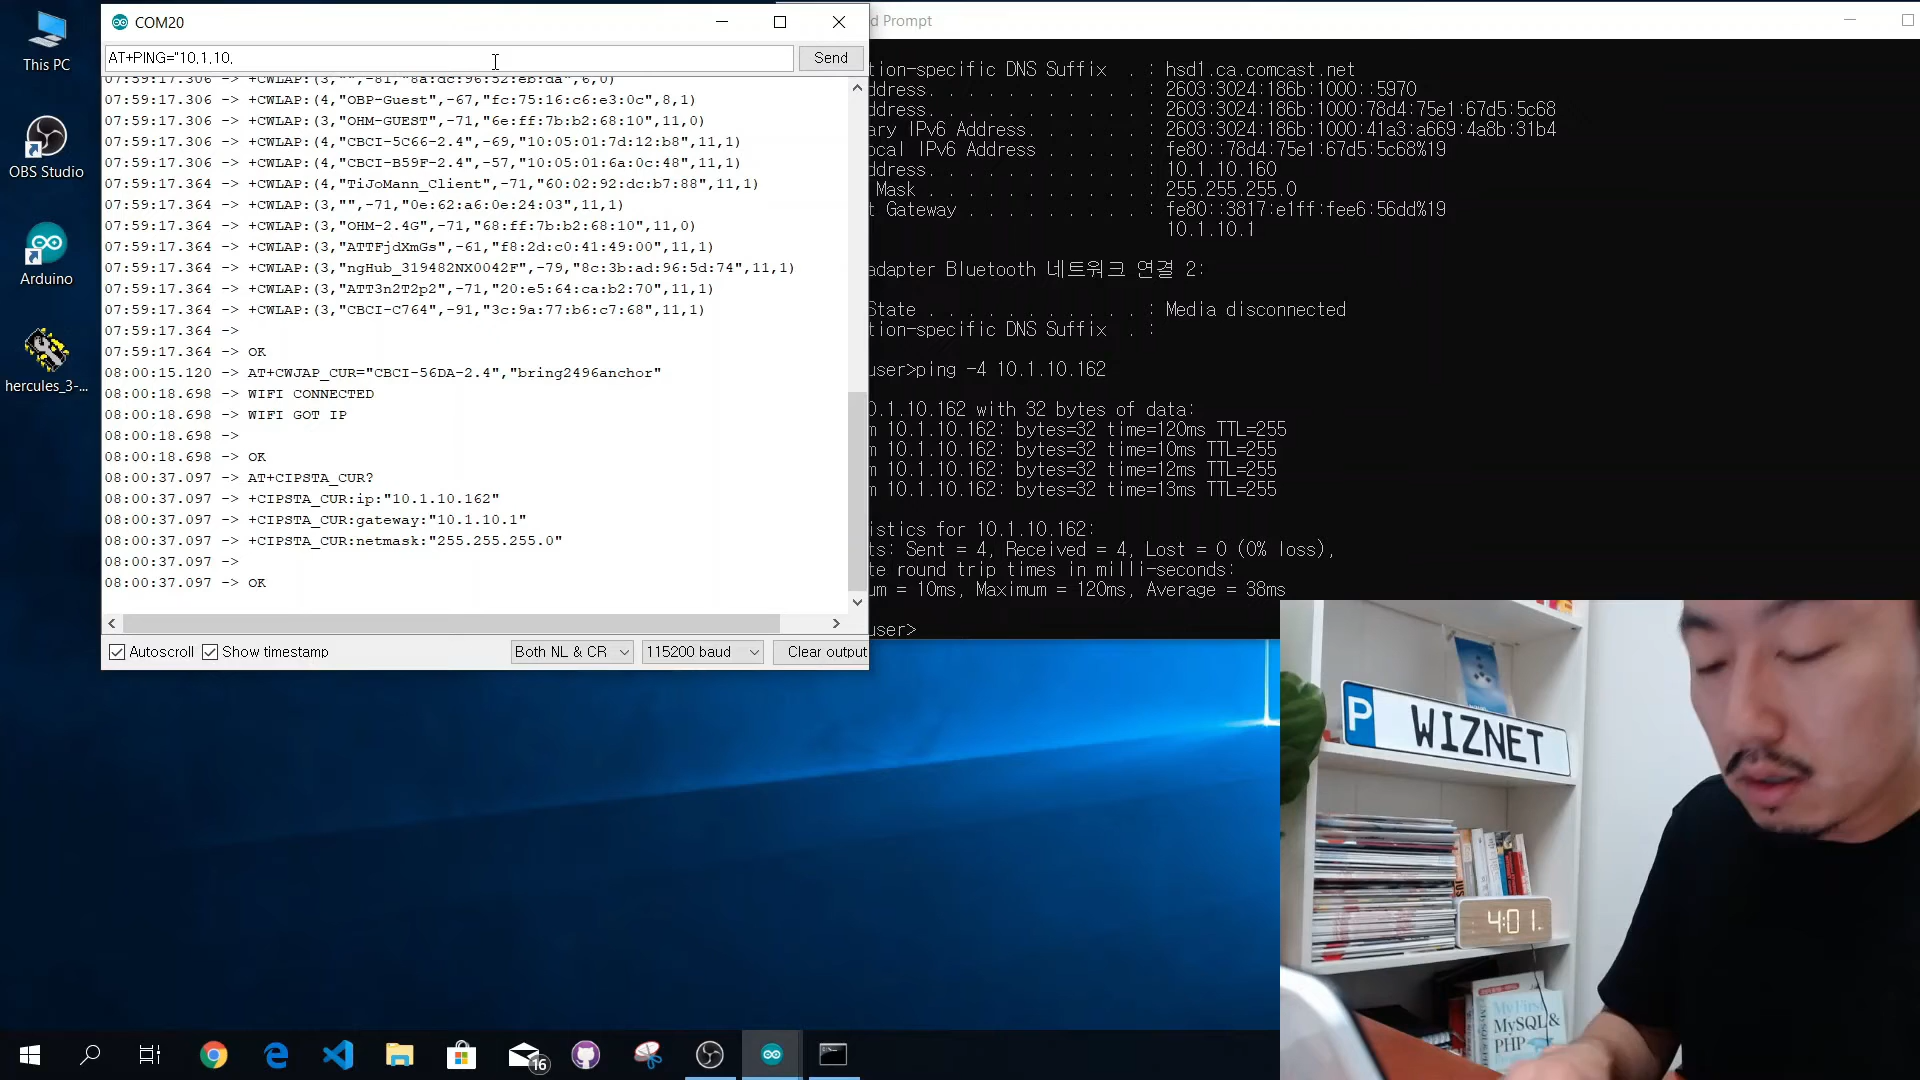 COM20
AT+PING="10,1,10,
Send
07:59:17.306 -> +CWLAP:(3,"",-81,"8a:dc:96:52:eb:da",6,0)
07:59:17.306 -> +CWLAP:(4,"OBP-Guest",-67,"fc:75:16:c6:e3:0c",8,1)
07:59:17.306 -> +CWLAP:(3,"OHM-GUEST",-71,"6e:ff:7b:b2:68:10",11,0)
07:59:17.306 -> +CWLAP:(4,"CBCI-5C66-2.4",-69,"10:05:01:7d:12:b8",11,1)
07:59:17.306 -> +CWLAP:(4,"CBCI-B59F-2.4",-57,"10:05:01:6a:0c:48",11,1)
07:59:17.364 -> +CWLAP:(4,"TiJoMann_Client",-71,"60:02:92:dc:b7:88",11,1)
07:59:17.364 -> +CWLAP:(3,"",-71,"0e:62:a6:0e:24:03",11,1)
07:59:17.364 -> +CWLAP:(3,"OHM-2.4G",-71,"68:ff:7b:b2:68:10",11,0)
07:59:17.364 -> +CWLAP:(3,"ATTFjdXmGs",-61,"f8:2d:c0:41:49:00",11,1)
07:59:17.364 -> +CWLAP:(3,"ngHub_319482NX0042F",-79,"8c:3b:ad:96:5d:74",11,1)
07:59:17.364 -> +CWLAP:(3,"ATT3n2T2p2",-71,"20:e5:64:ca:b2:70",11,1)
07:59:17.364 -> +CWLAP:(3,"CBCI-C764",-91,"3c:9a:77:b6:c7:68",11,1)
07:59:17.364 ->
07:59:17.364 -> OK
08:00:15.120 -> AT+CWJAP_CUR="CBCI-56DA-2.4","bring2496anchor"
08:00:18.698 -> WIFI CONNECTED
08:00:18.698 -> WIFI GOT IP
08:00:18.698 ->
08:00:18.698 -> OK
08:00:37.097 -> AT+CIPSTA_CUR?
08:00:37.097 -> +CIPSTA_CUR:ip:"10.1.10.162"
08:00:37.097 -> +CIPSTA_CUR:gateway:"10.1.10.1"
08:00:37.097 -> +CIPSTA_CUR:netmask:"255.255.255.0"
08:00:37.097 ->
08:00:37.097 -> OK
Autoscroll
Show timestamp
Both NL & CR
115200 baud
Clear output
d Prompt
tion-specific DNS Suffix . : hsd1.ca.comcast.net
ddress. . . . . . . . . . . : 2603:3024:186b:1000::5970
ddress. . . . . . . . . . . : 2603:3024:186b:1000:78d4:75e1:67d5:5c68
ary IPv6 Address. . . . . . : 2603:3024:186b:1000:41a3:a669:4a8b:31b4
ocal IPv6 Address . . . . . : fe80::78d4:75e1:67d5:5c68%19
ddress. . . . . . . . . . . : 10.1.10.160
Mask . . . . . . . . . . . : 255.255.255.0
t Gateway . . . . . . . . . : fe80::3817:e1ff:fee6:56dd%19
10.1.10.1
adapter Bluetooth 네트워크 연결 2:
State . . . . . . . . . . . : Media disconnected
tion-specific DNS Suffix . :
user>ping -4 10.1.10.162
0.1.10.162 with 32 bytes of data:
m 10.1.10.162: bytes=32 time=120ms TTL=255
m 10.1.10.162: bytes=32 time=10ms TTL=255
m 10.1.10.162: bytes=32 time=12ms TTL=255
m 10.1.10.162: bytes=32 time=13ms TTL=255
istics for 10.1.10.162:
ts: Sent = 4, Received = 4, Lost = 0 (0% loss),
te round trip times in milli-seconds:
um = 10ms, Maximum = 120ms, Average = 38ms
user>
This PC
OBS Studio
Arduino
hercules_3-...
P WIZNET
4:01
My First
MySQL&
PHP
16